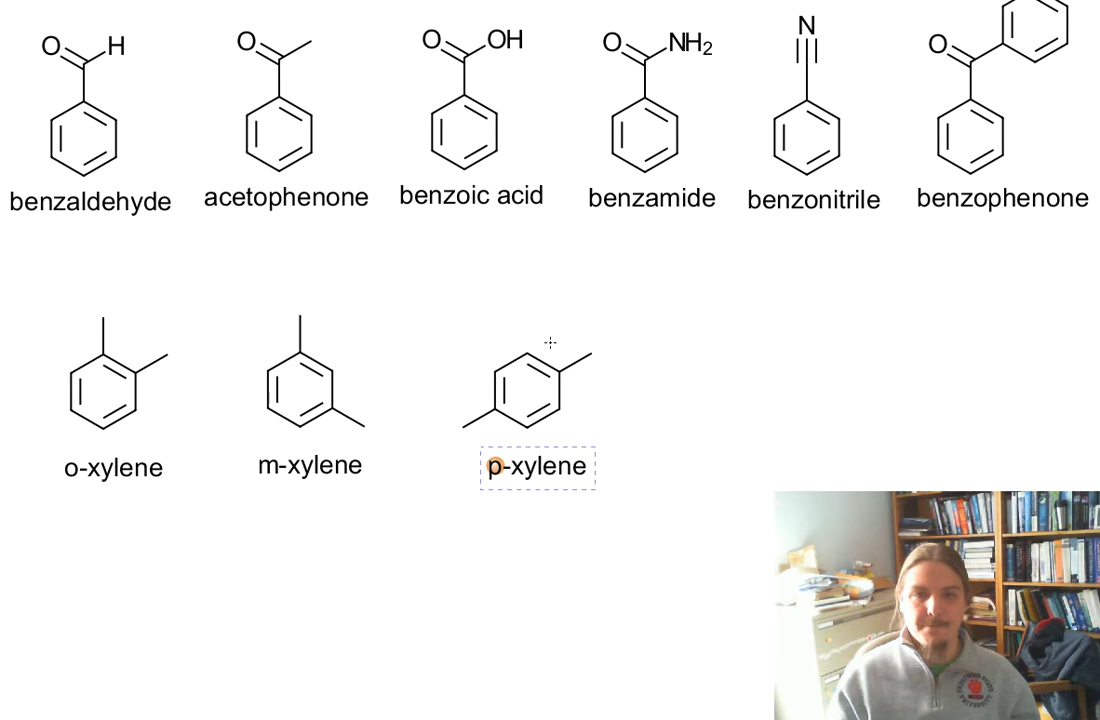 O H
O
O OH
O NH2
N
O
benzaldehyde
acetophenone
benzoic acid
benzamide
benzonitrile
benzophenone
o-xylene
m-xylene
p-xylene